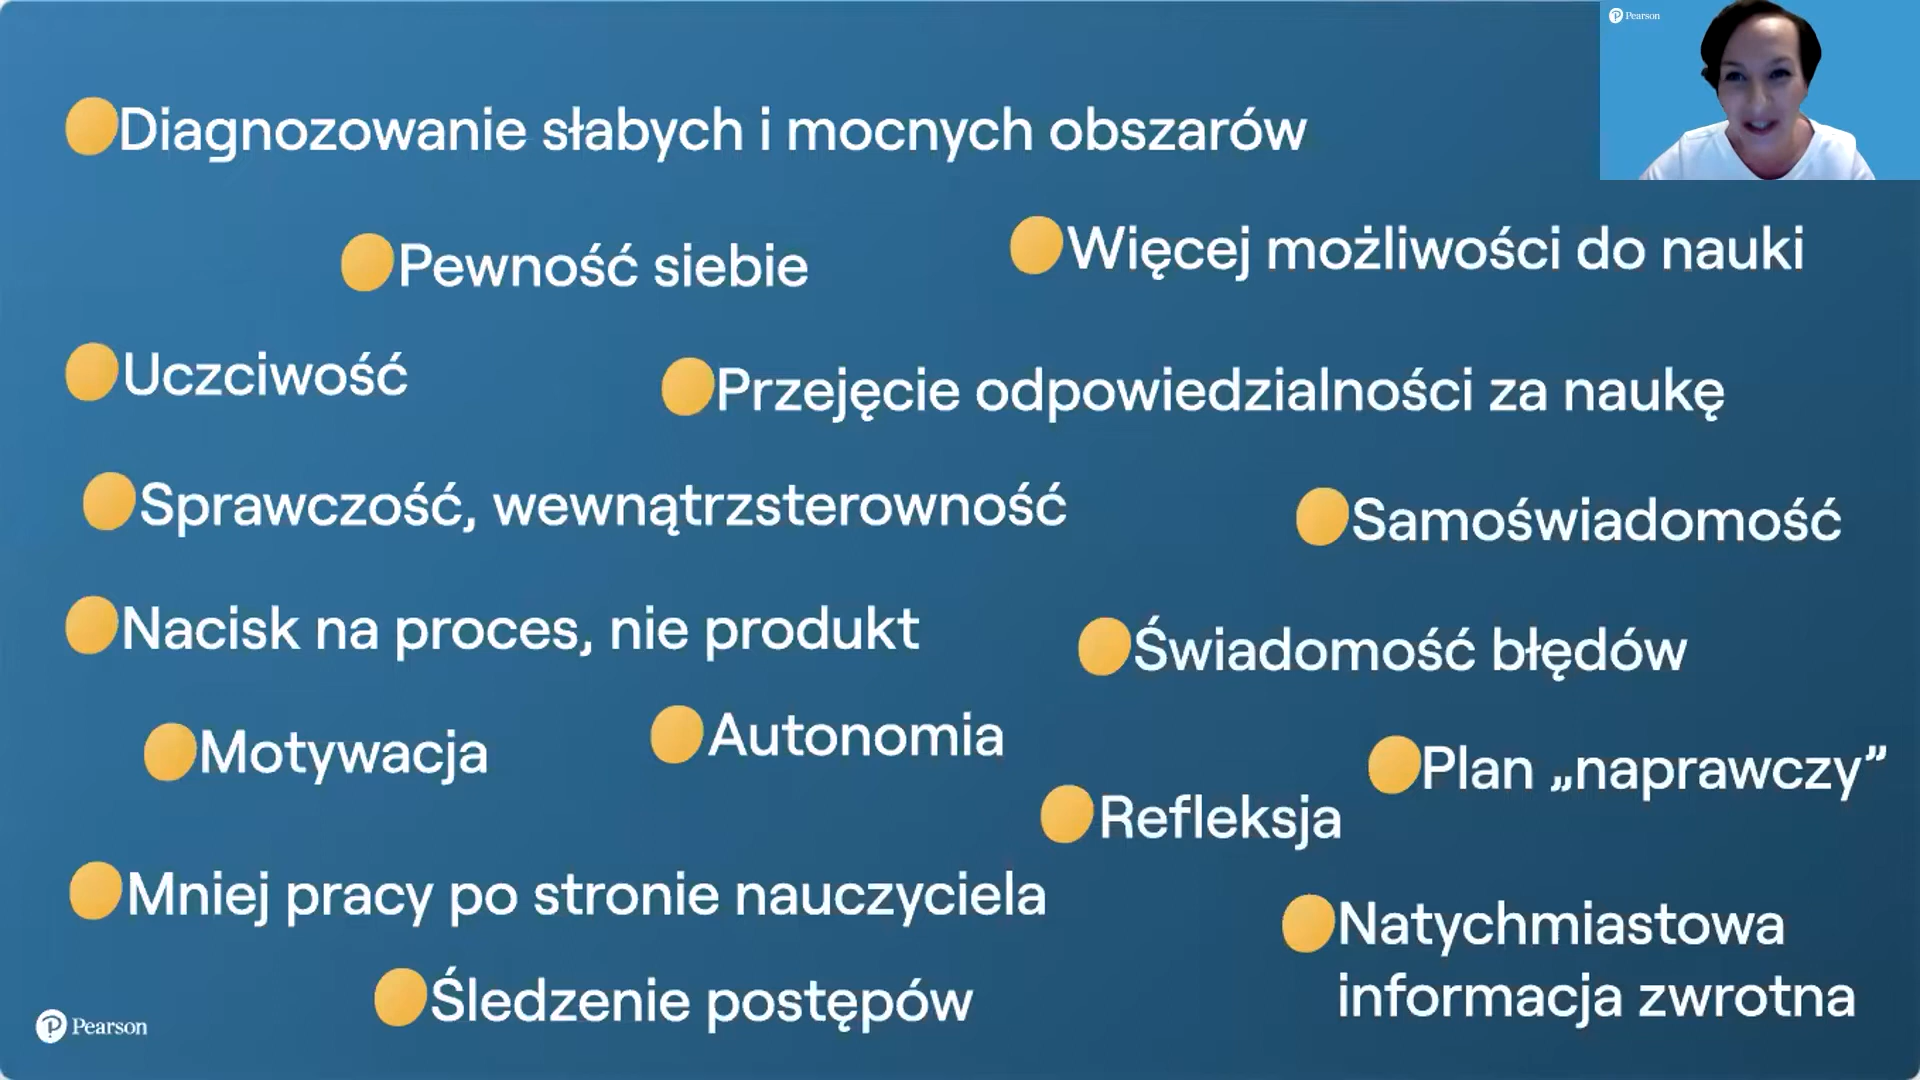 Pearson
Diagnozowanie słabych i mocnych obszarów
Pewność siebie
Więcej możliwości do nauki
Uczciwość
Przejęcie odpowiedzialności za naukę
Sprawczość, wewnątrzsterowność
Samoświadomość
Nacisk na proces, nie produkt
Świadomość błędów
Motywacja
Autonomia
Plan „naprawczy”
Refleksja
Mniej pracy po stronie nauczyciela
Natychmiastowa
informacja zwrotna
Śledzenie postępów
Pearson